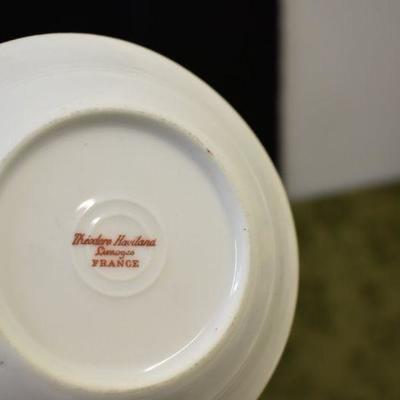 Théodore Haviland
Limoges
FRANCE